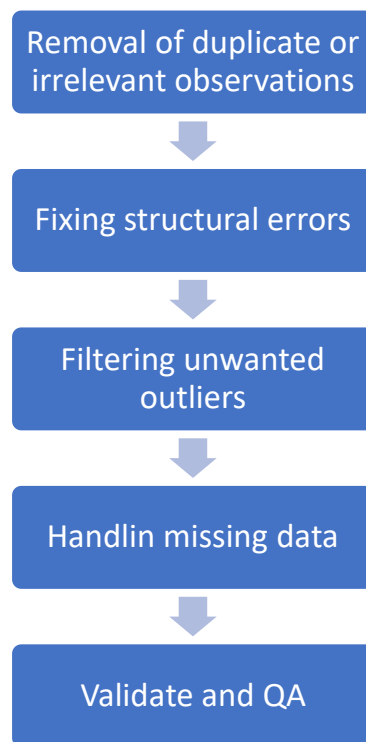 Removal of duplicate or
irrelevant observations
Fixing structural errors
Filtering unwanted
outliers
Handlin missing data
Validate and QA